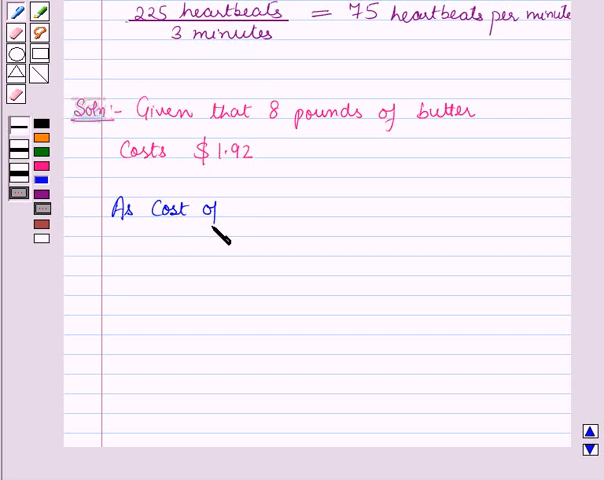 225 heartbeats = 75 heartbeats per minute
3 minutes
Soln:- Given that 8 pounds of butter
Costs $1.92
As Cost of